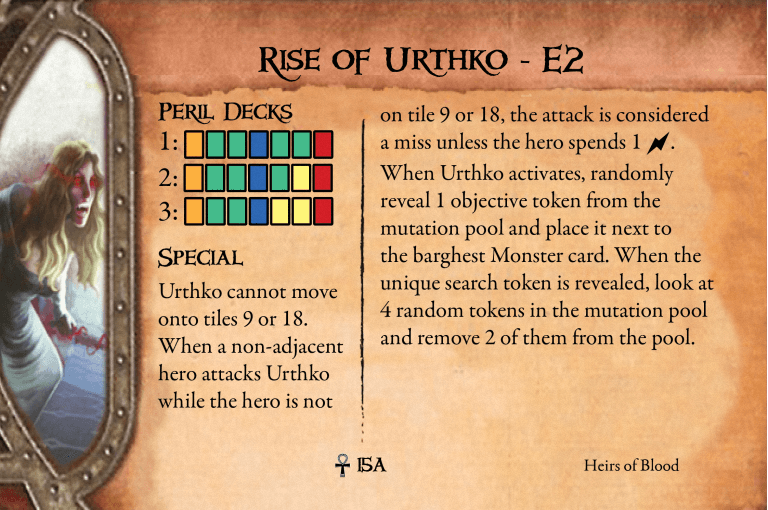 Rise of Urthko - E2
Peril Decks
1:
2:
3:
Special
Urthko cannot move
onto tiles 9 or 18.
When a non-adjacent
hero attacks Urthko
while the hero is not
on tile 9 or 18, the attack is considered
a miss unless the hero spends 1 .
When Urthko activates, randomly
reveal 1 objective token from the
mutation pool and place it next to
the barghest Monster card. When the
unique search token is revealed, look at
4 random tokens in the mutation pool
and remove 2 of them from the pool.
15A
Heirs of Blood